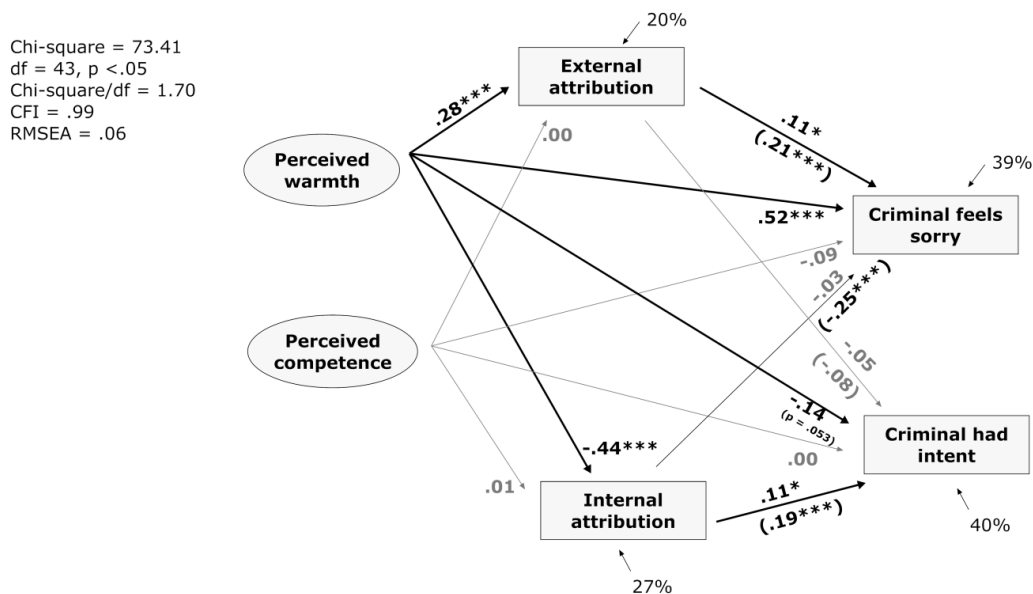 20%
Chi-square = 73.41
df = 43, p <.05
Chi-square/df = 1.70
CFI = .99
RMSEA = .06
External
attribution
.28***
.00
.11*
(.21***)
Perceived
warmth
39%
.52***
Criminal feels
sorry
-.09
-.03
(-.25***)
Perceived
competence
-.05
(-.08)
-.14
(p = .053)
Criminal had
intent
-.44***
.00
.01
Internal
attribution
.11*
(.19***)
40%
27%